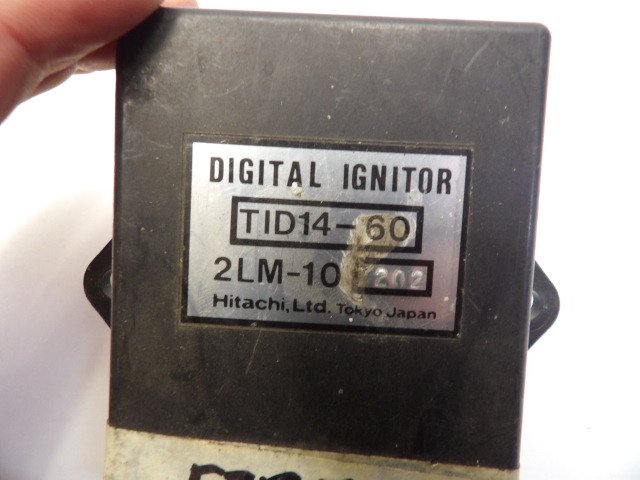 DIGITAL IGNITOR
TID14-60
2LM-10 202
Hitachi, Ltd. Tokyo Japan